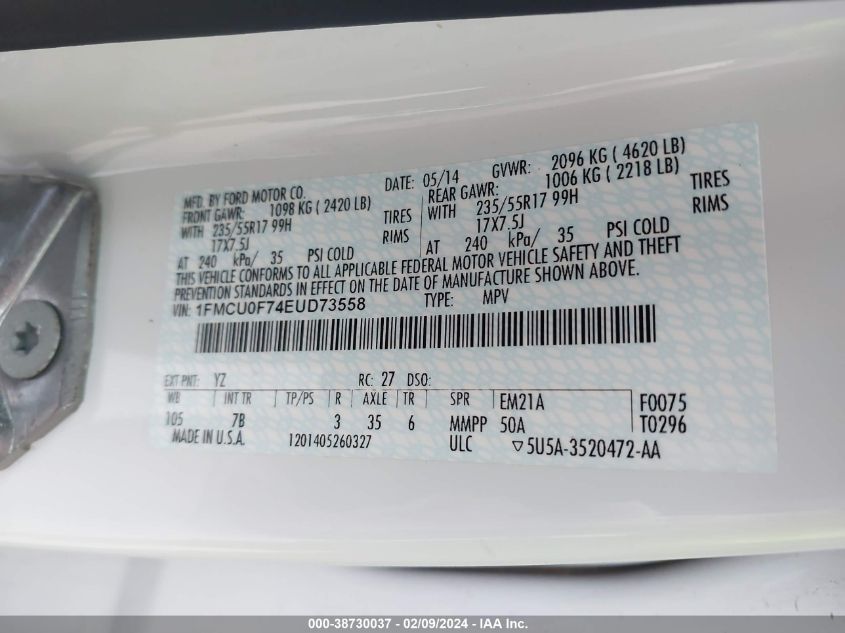 MFD. BY FORD MOTOR CO. DATE: 05/14 GVWR: 2096 KG ( 4620 LB)
FRONT GAWR: 1098 KG ( 2420 LB) REAR GAWR: 1006 KG ( 2218 LB)
WITH 235/55R17 99H TIRES WITH 235/55R17 99H TIRES
17X7.5J RIMS 17X7.5J RIMS
AT 240 kPa/ 35 PSI COLD AT 240 kPa/ 35 PSI COLD
THIS VEHICLE CONFORMS TO ALL APPLICABLE FEDERAL MOTOR VEHICLE SAFETY AND THEFT
PREVENTION STANDARDS IN EFFECT ON THE DATE OF MANUFACTURE SHOWN ABOVE.
VIN: 1FMCU0F74EUD73558 TYPE: MPV
EXT PNT: YZ RC: 27 DSO:
WB INT TR TP/PS R AXLE TR SPR EM21A F0075
105 7B 3 35 6 MMPP 50A T0296
MADE IN U.S.A. 1201405260327 ULC ▽5U5A-3520472-AA
000-38730037 - 02/09/2024 - IAA Inc.